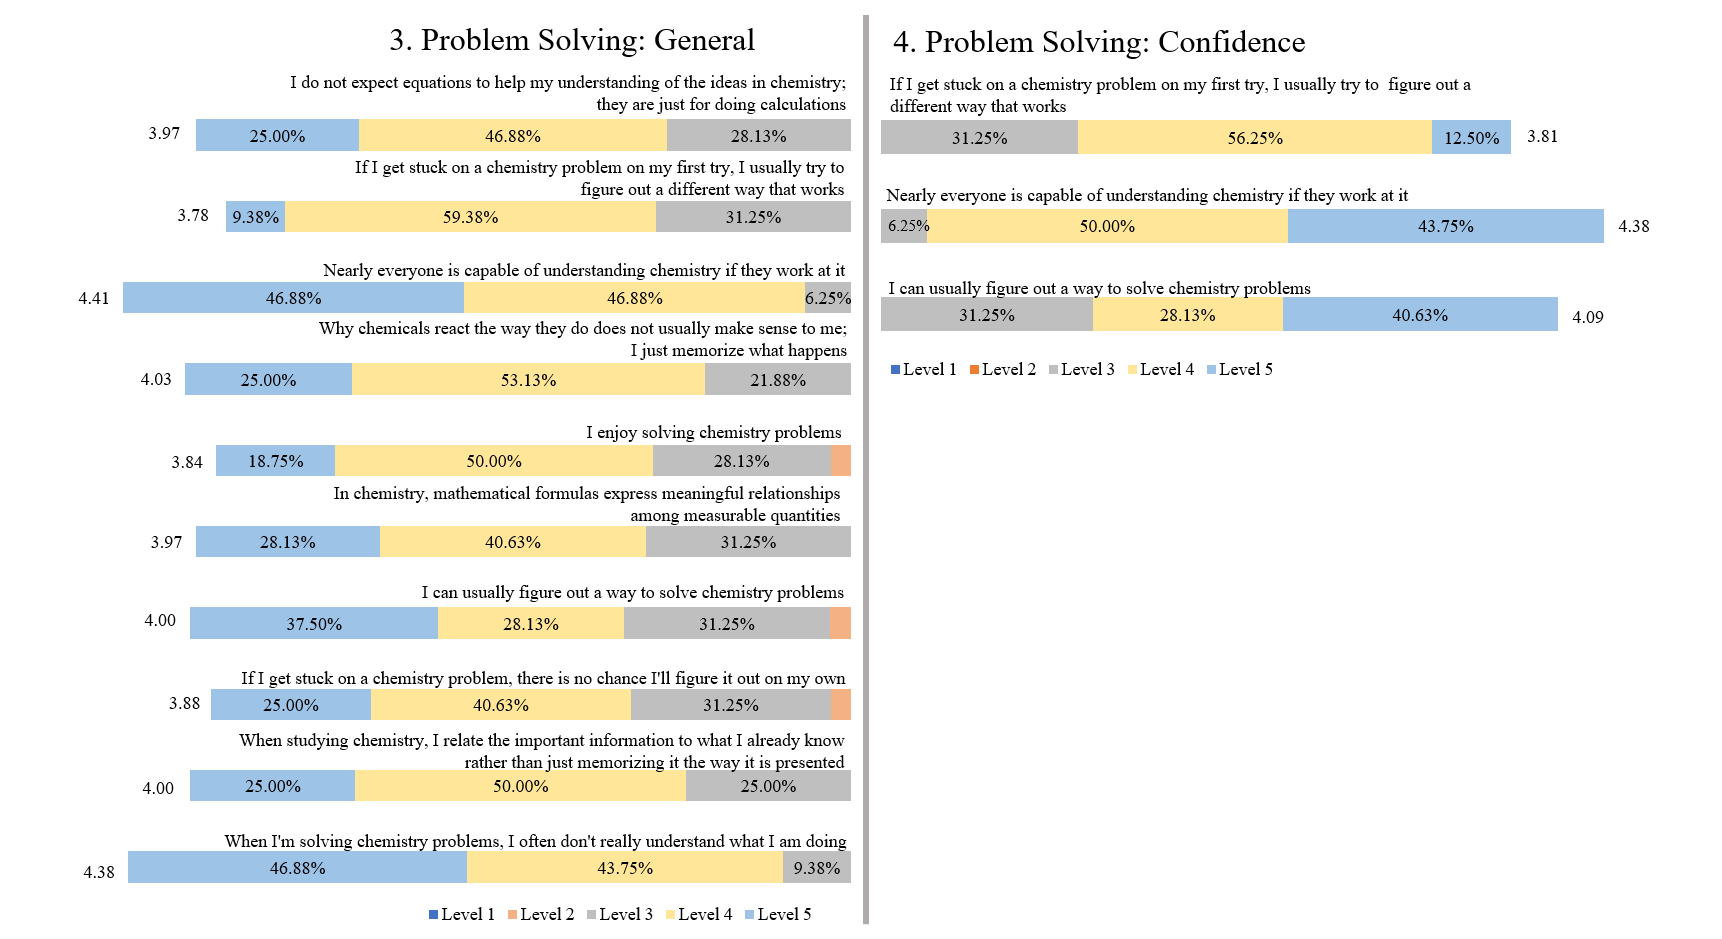 3. Problem Solving: General
I do not expect equations to help my understanding of the ideas in chemistry;
they are just for doing calculations
3.97 25.00% 46.88% 28.13%
If I get stuck on a chemistry problem on my first try, I usually try to
figure out a different way that works
3.78 9.38% 59.38% 31.25%
Nearly everyone is capable of understanding chemistry if they work at it
4.41 46.88% 46.88% 6.25%
Why chemicals react the way they do does not usually make sense to me;
I just memorize what happens
4.03 25.00% 53.13% 21.88%
I enjoy solving chemistry problems
3.84 18.75% 50.00% 28.13%
In chemistry, mathematical formulas express meaningful relationships
among measurable quantities
3.97 28.13% 40.63% 31.25%
I can usually figure out a way to solve chemistry problems
4.00 37.50% 28.13% 31.25%
If I get stuck on a chemistry problem, there is no chance I'll figure it out on my own
3.88 25.00% 40.63% 31.25%
When studying chemistry, I relate the important information to what I already know
rather than just memorizing it the way it is presented
4.00 25.00% 50.00% 25.00%
When I'm solving chemistry problems, I often don't really understand what I am doing
4.38 46.88% 43.75% 9.38%
Level 1 Level 2 Level 3 Level 4 Level 5
4. Problem Solving: Confidence
If I get stuck on a chemistry problem on my first try, I usually try to figure out a
different way that works
31.25% 56.25% 12.50% 3.81
Nearly everyone is capable of understanding chemistry if they work at it
6.25% 50.00% 43.75% 4.38
I can usually figure out a way to solve chemistry problems
31.25% 28.13% 40.63% 4.09
Level 1 Level 2 Level 3 Level 4 Level 5